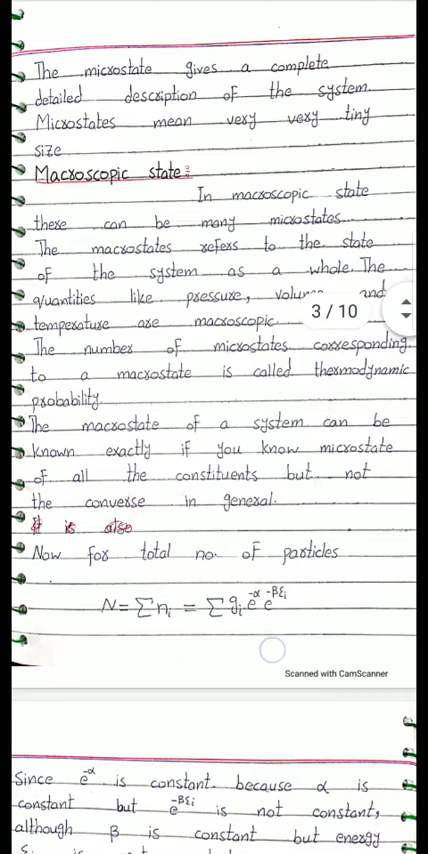 The microstate gives a complete
detailed description of the system.
Microstates mean very very tiny
size
Macroscopic state:
In macroscopic state
there can be many microstates.
The macrostates refers to the state
of the system as a whole. The
quantities like pressure, and
temperature are macroscopic.
3 / 10
The number of microstates corresponding
to a macrostate is called thermodynamic
probability.
The macrostate of a system can be
known exactly if you know microstate
of all the constituents but not
the converse in general.
It is also
Now for total no. of particles
N = Σ nᵢ = Σ gᵢ e^-α e^-βεᵢ
Scanned with CamScanner
Since e^-α is constant. because α is
constant but e^-βεᵢ is not constant,
although β is constant but energy